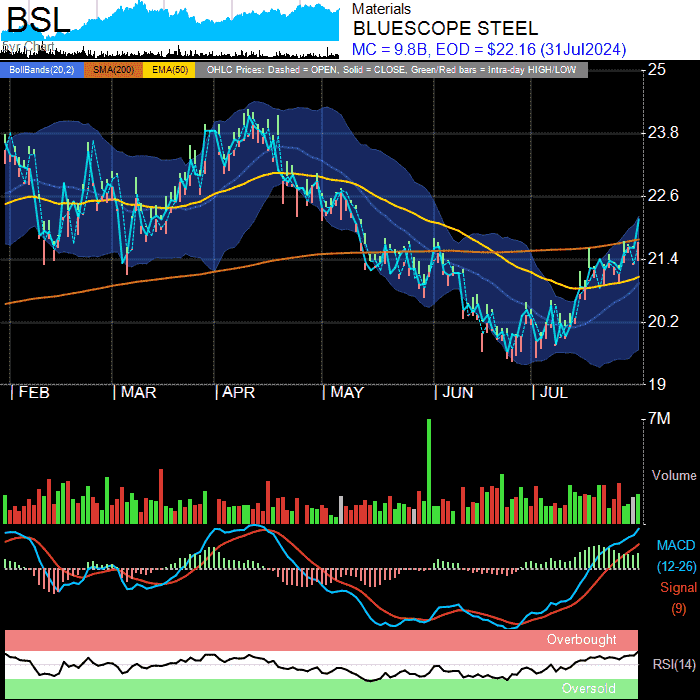 BSL
Materials
BLUESCOPE STEEL
MC = 9.8B, EOD = $22.16 (31Jul2024)
BollBands(20,2) SMA(200) EMA(50) OHLC Prices: Dashed = OPEN, Solid = CLOSE, Green/Red bars = Intra-day HIGH/LOW
25
23.8
22.6
21.4
20.2
19
FEB MAR APR MAY JUN JUL
7M
Volume
MACD
(12-26)
Signal
(9)
Overbought
RSI(14)
Oversold